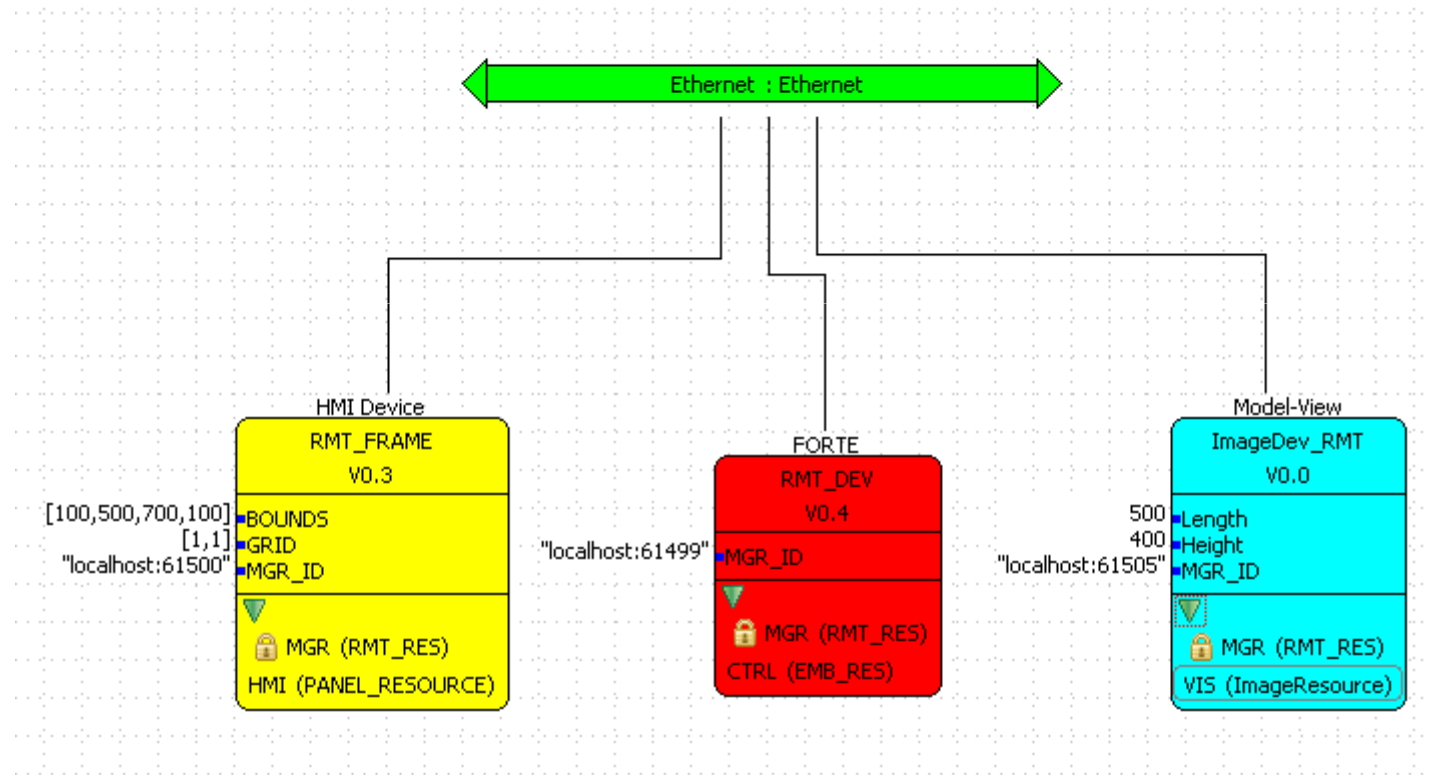 Ethernet : Ethernet
HMI Device
RMT_FRAME
V0.3
[100,500,700,100] BOUNDS
[1,1] GRID
"localhost:61500" MGR_ID
MGR (RMT_RES)
HMI (PANEL_RESOURCE)
FORTE
RMT_DEV
V0.4
"localhost:61499" MGR_ID
MGR (RMT_RES)
CTRL (EMB_RES)
Model-View
ImageDev_RMT
V0.0
500 Length
400 Height
"localhost:61505" MGR_ID
MGR (RMT_RES)
VIS (ImageResource)